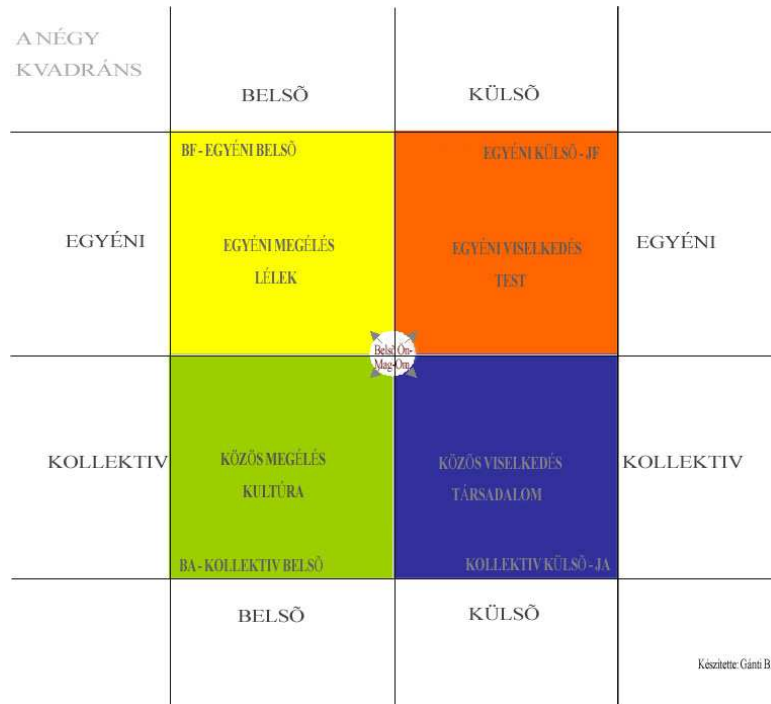 A NÉGY
KVADRÁNS
BELSÕ
KÜLSÕ
BF - EGYÉNI BELSÕ
EGYÉNI KÜLSÕ - JF
EGYÉNI
EGYÉNI MEGÉLÉS
LÉLEK
EGYÉNI VISELKEDÉS
TEST
EGYÉNI
Belsõ Ön-
Mag-Om
KOLLEKTIV
KÖZÖS MEGÉLÉS
KULTÚRA
KÖZÖS VISELKEDÉS
TÁRSADALOM
KOLLEKTIV
BA - KOLLEKTIV BELSÕ
KOLLEKTIV KÜLSÕ - JA
BELSÕ
KÜLSÕ
Készítette: Gánti B